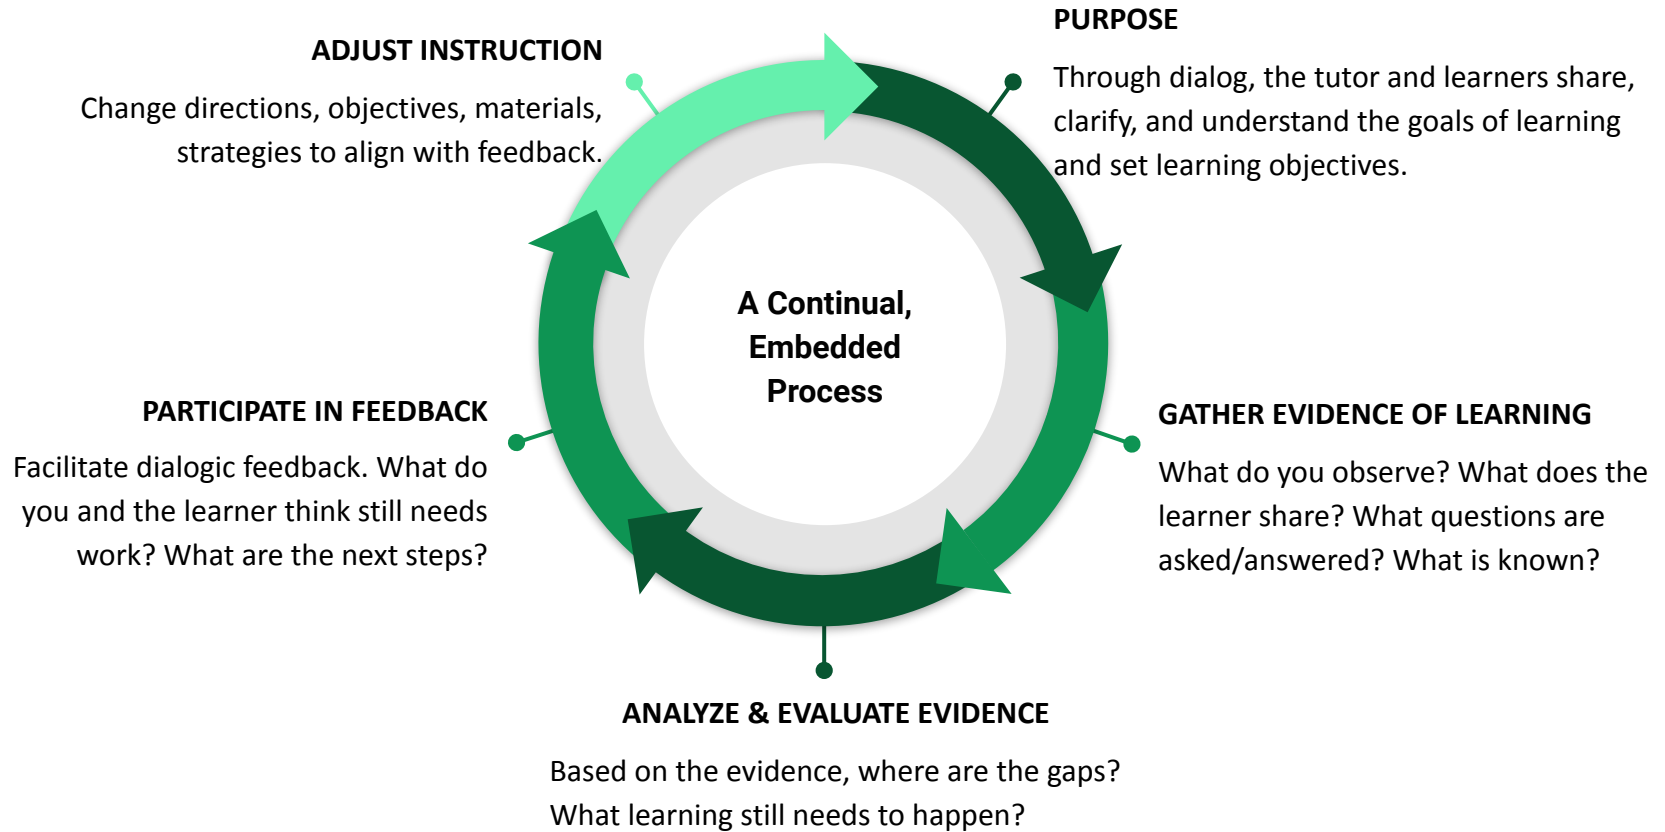 PURPOSE
Through dialog, the tutor and learners share,
clarify, and understand the goals of learning
and set learning objectives.
GATHER EVIDENCE OF LEARNING
What do you observe? What does the
learner share? What questions are
asked/answered? What is known?
ANALYZE & EVALUATE EVIDENCE
Based on the evidence, where are the gaps?
What learning still needs to happen?
PARTICIPATE IN FEEDBACK
Facilitate dialogic feedback. What do
you and the learner think still needs
work? What are the next steps?
ADJUST INSTRUCTION
Change directions, objectives, materials,
strategies to align with feedback.
A Continual,
Embedded
Process